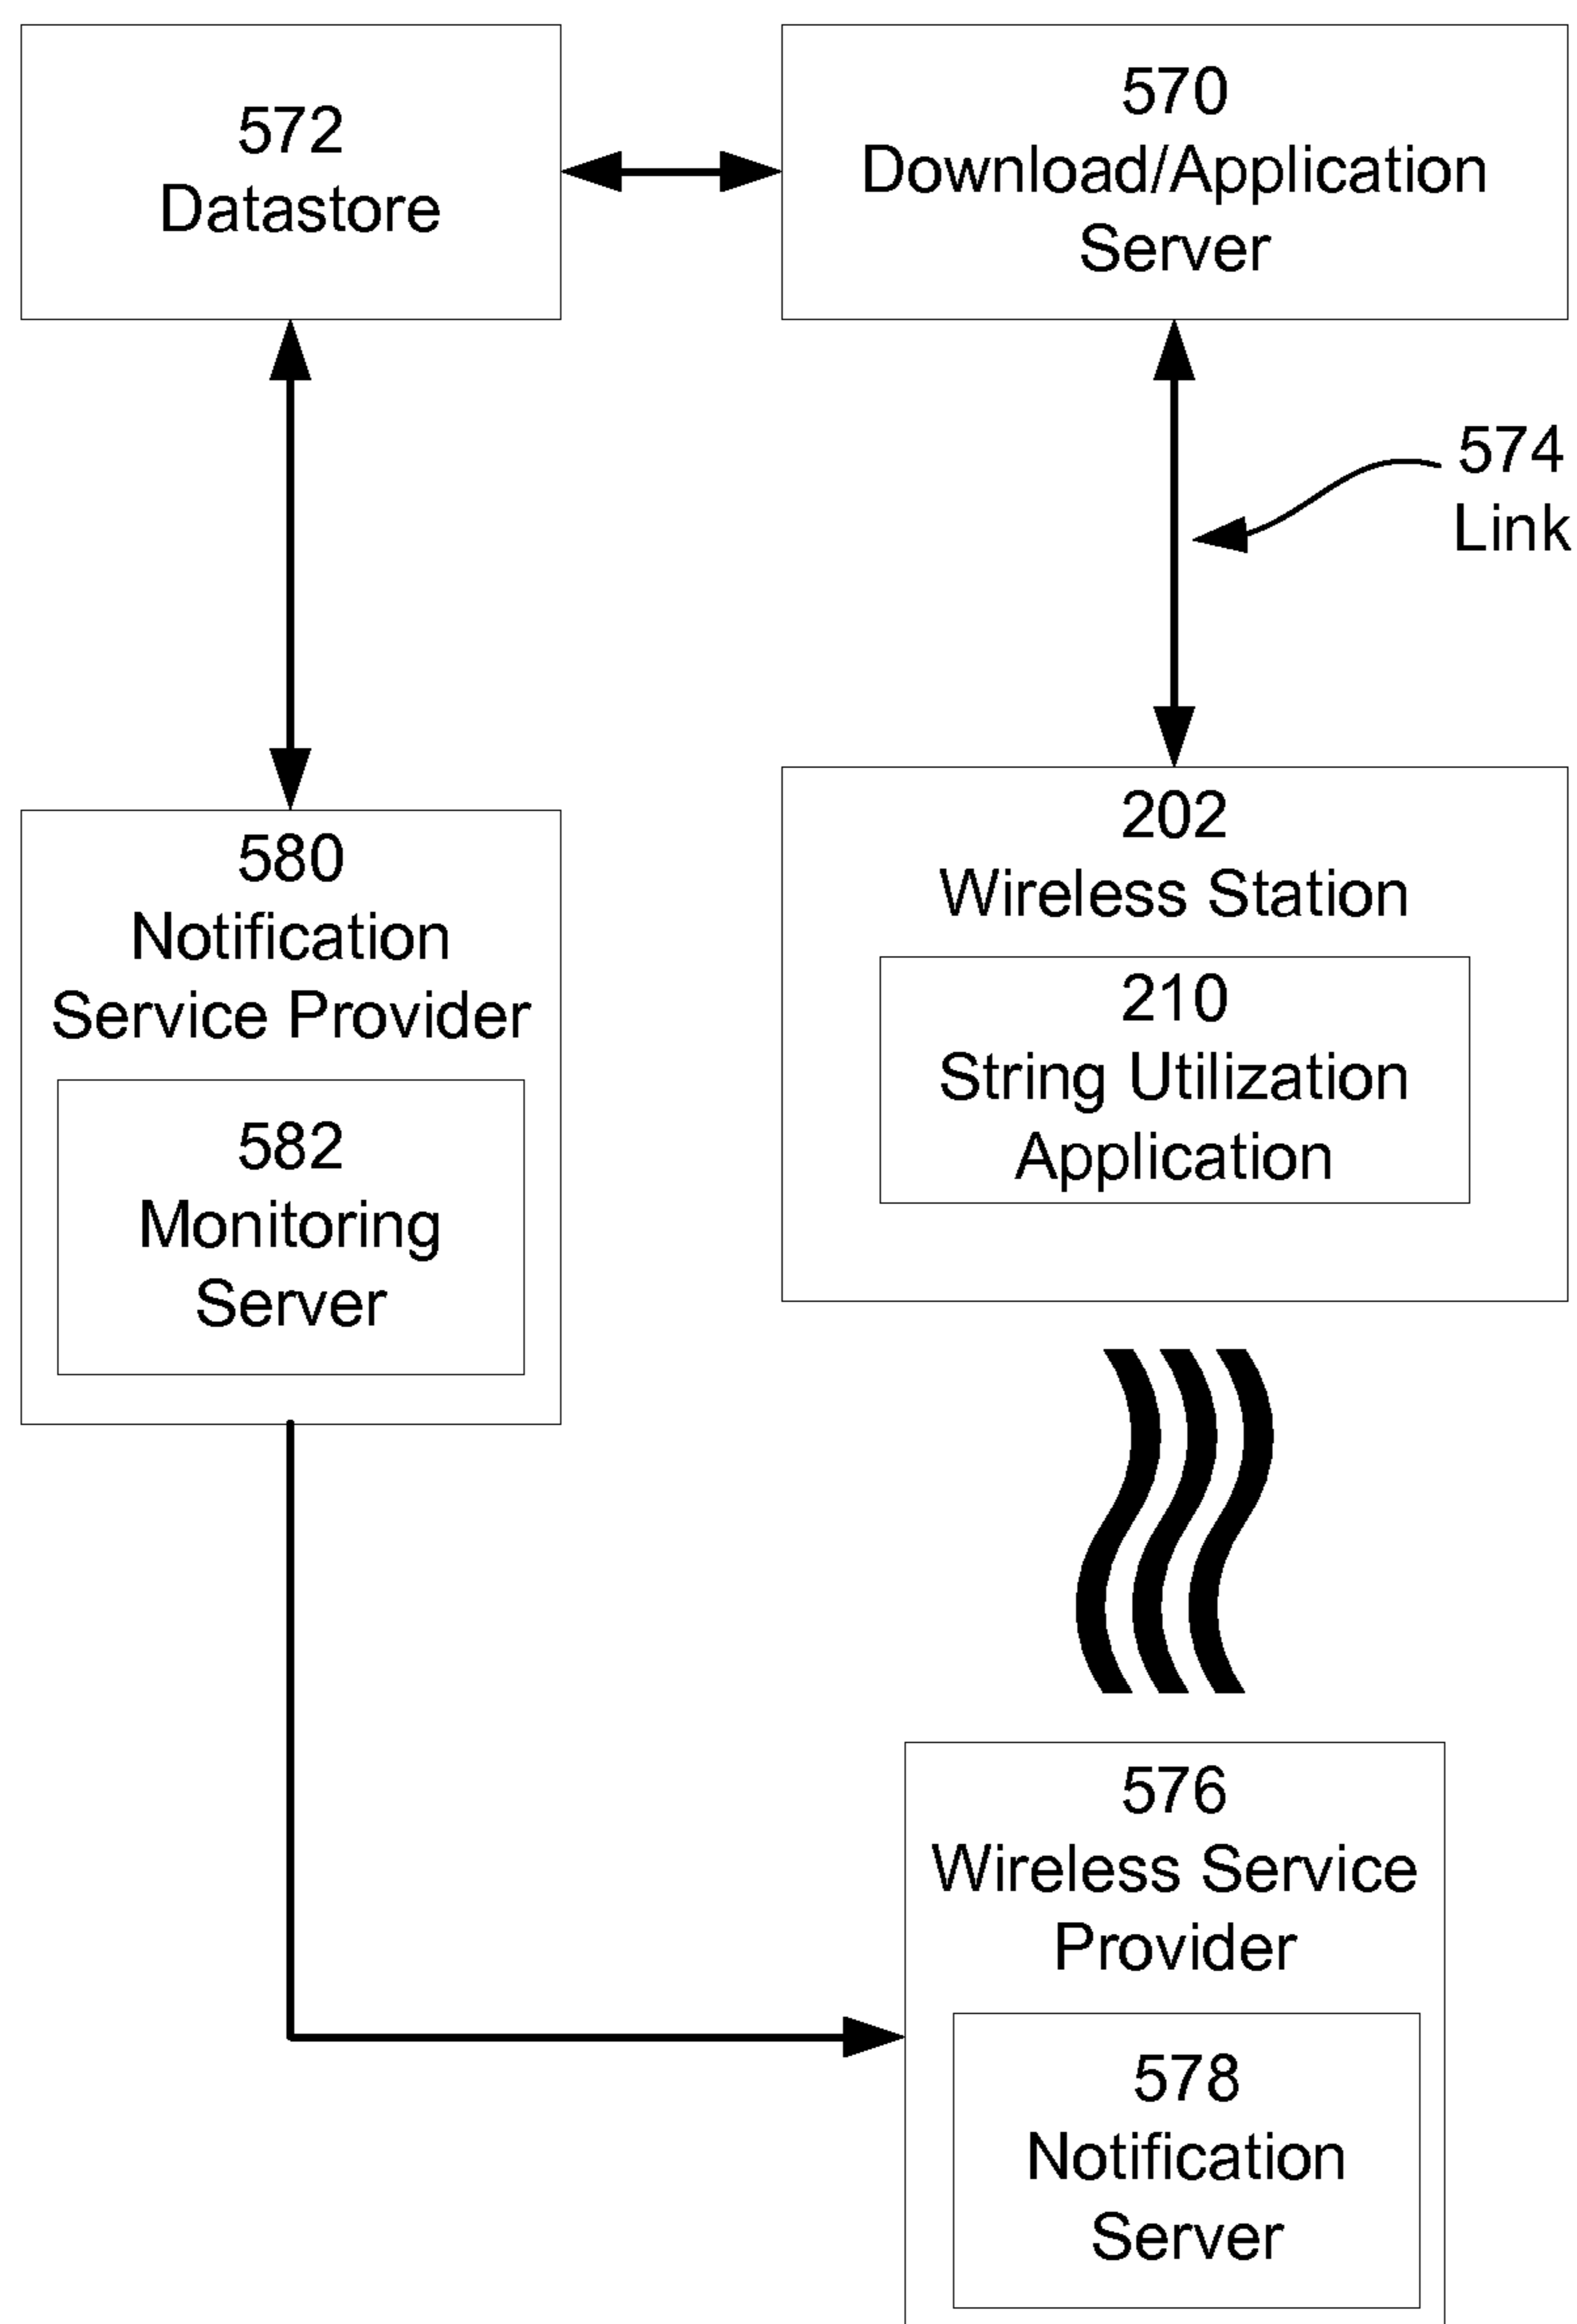 572
Datastore
570
Download/Application
Server
574
Link
580
Notification
Service Provider
582
Monitoring
Server
202
Wireless Station
210
String Utilization
Application
576
Wireless Service
Provider
578
Notification
Server